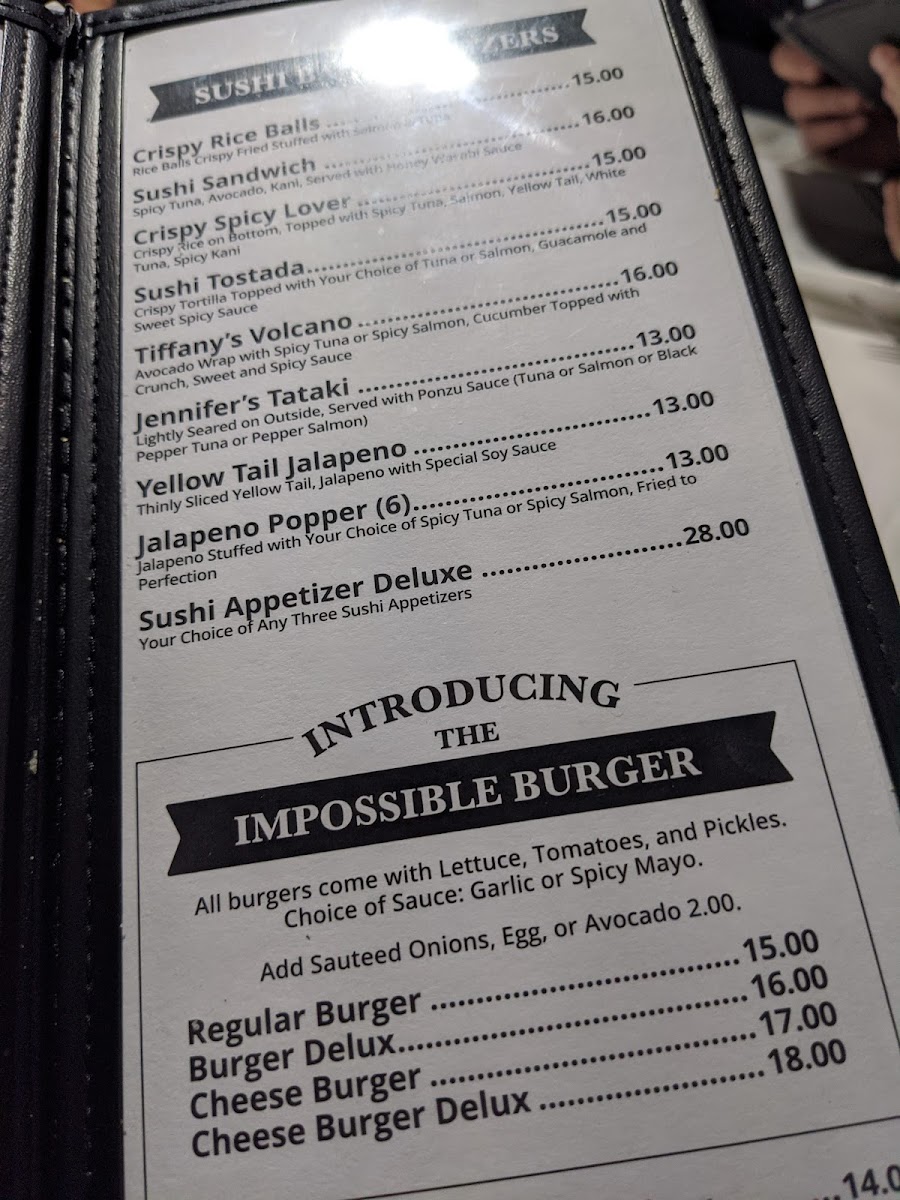 SUSHI
Crispy Rice Balls ........................15.00
Rice Balls Crispy Fried Stuffed with Salmon & Tuna
Sushi Sandwich ........................16.00
Spicy Tuna, Avocado, Kani, Served with Honey Warabi Sauce
Crispy Spicy Lover ........................15.00
Crispy Rice on Bottom, Topped with Spicy Tuna, Salmon, Yellow Tail, White
Tuna, Spicy Kani
Sushi Tostada........................15.00
Crispy Tortilla Topped with Your Choice of Tuna or Salmon, Guacamole and
Sweet Spicy Sauce
Tiffany's Volcano ........................16.00
Avocado Wrap with Spicy Tuna or Spicy Salmon, Cucumber Topped with
Crunch, Sweet and Spicy Sauce
Jennifer's Tataki ........................13.00
Lightly Seared on Outside, Served with Ponzu Sauce (Tuna or Salmon or Black
Pepper Tuna or Pepper Salmon)
Yellow Tail Jalapeno ........................13.00
Thinly Sliced Yellow Tail, Jalapeno with Special Soy Sauce
Jalapeno Popper (6)........................13.00
Jalapeno Stuffed with Your Choice of Spicy Tuna or Spicy Salmon, Fried to
Perfection
Sushi Appetizer Deluxe ........................28.00
Your Choice of Any Three Sushi Appetizers
INTRODUCING
THE
IMPOSSIBLE BURGER
All burgers come with Lettuce, Tomatoes, and Pickles.
Choice of Sauce: Garlic or Spicy Mayo.
Add Sauteed Onions, Egg, or Avocado 2.00.
Regular Burger ................................15.00
Burger Delux....................................16.00
Cheese Burger ................................17.00
Cheese Burger Delux ......................18.00